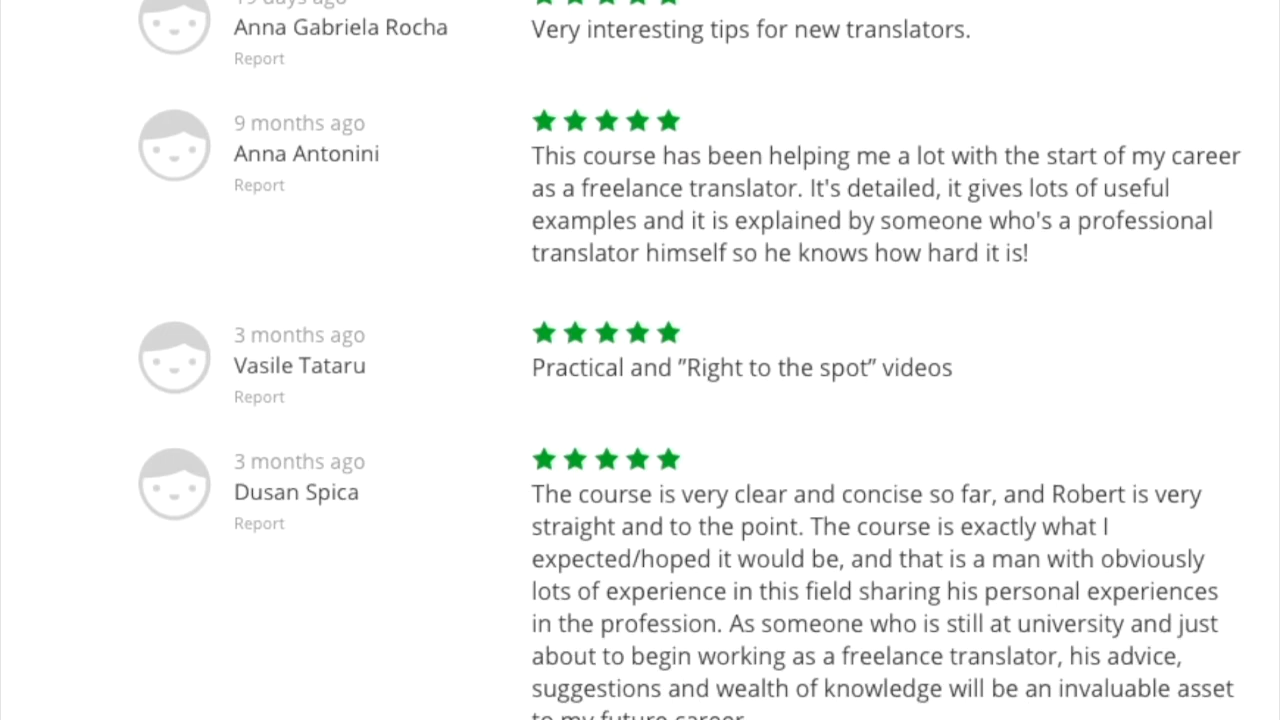 19 days ago
Anna Gabriela Rocha
Report
Very interesting tips for new translators.
9 months ago
Anna Antonini
Report
This course has been helping me a lot with the start of my career
as a freelance translator. It's detailed, it gives lots of useful
examples and it is explained by someone who's a professional
translator himself so he knows how hard it is!
3 months ago
Vasile Tataru
Report
Practical and ”Right to the spot” videos
3 months ago
Dusan Spica
Report
The course is very clear and concise so far, and Robert is very
straight and to the point. The course is exactly what I
expected/hoped it would be, and that is a man with obviously
lots of experience in this field sharing his personal experiences
in the profession. As someone who is still at university and just
about to begin working as a freelance translator, his advice,
suggestions and wealth of knowledge will be an invaluable asset
to my future career